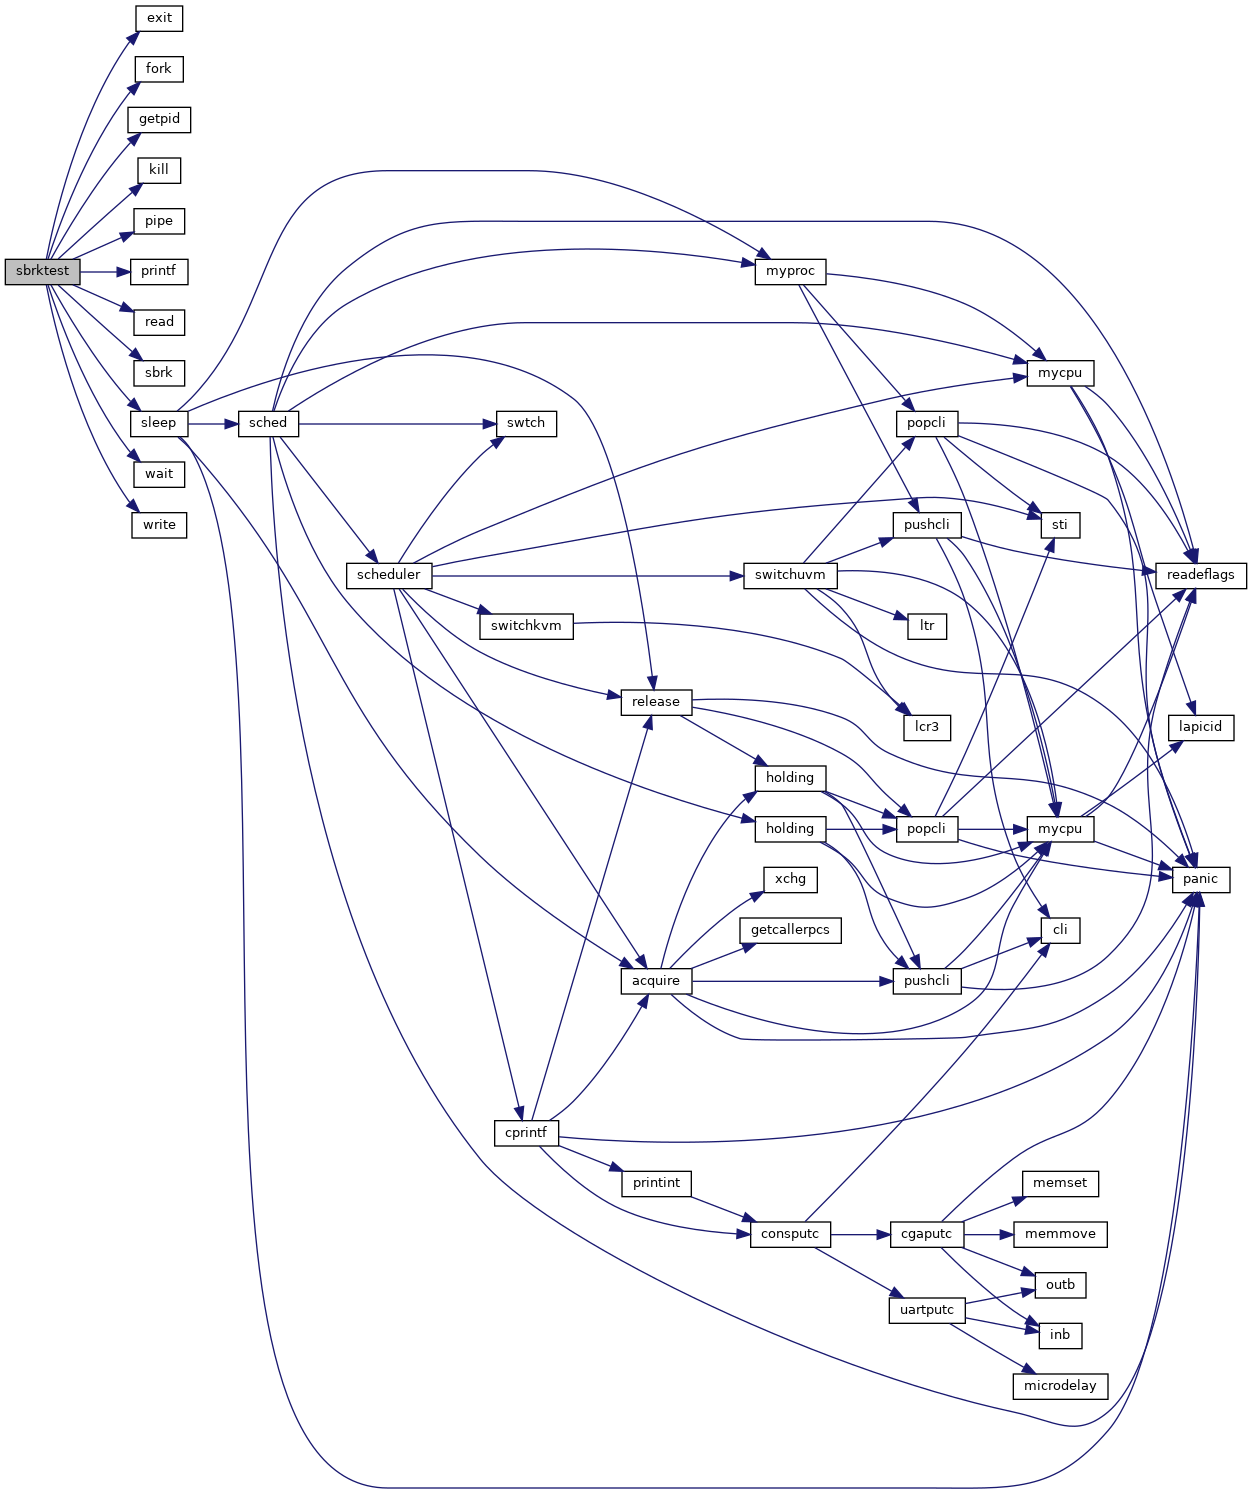 exit
fork
getpid
kill
pipe
sbrktest
printf
read
sbrk
sleep
wait
write
sched
swtch
scheduler
switchkvm
myproc
mycpu
popcli
pushcli
sti
switchuvm
readeflags
ltr
release
lcr3
lapicid
holding
holding
popcli
mycpu
xchg
panic
getcallerpcs
cli
acquire
pushcli
cprintf
printint
memset
consputc
cgaputc
memmove
outb
uartputc
inb
microdelay